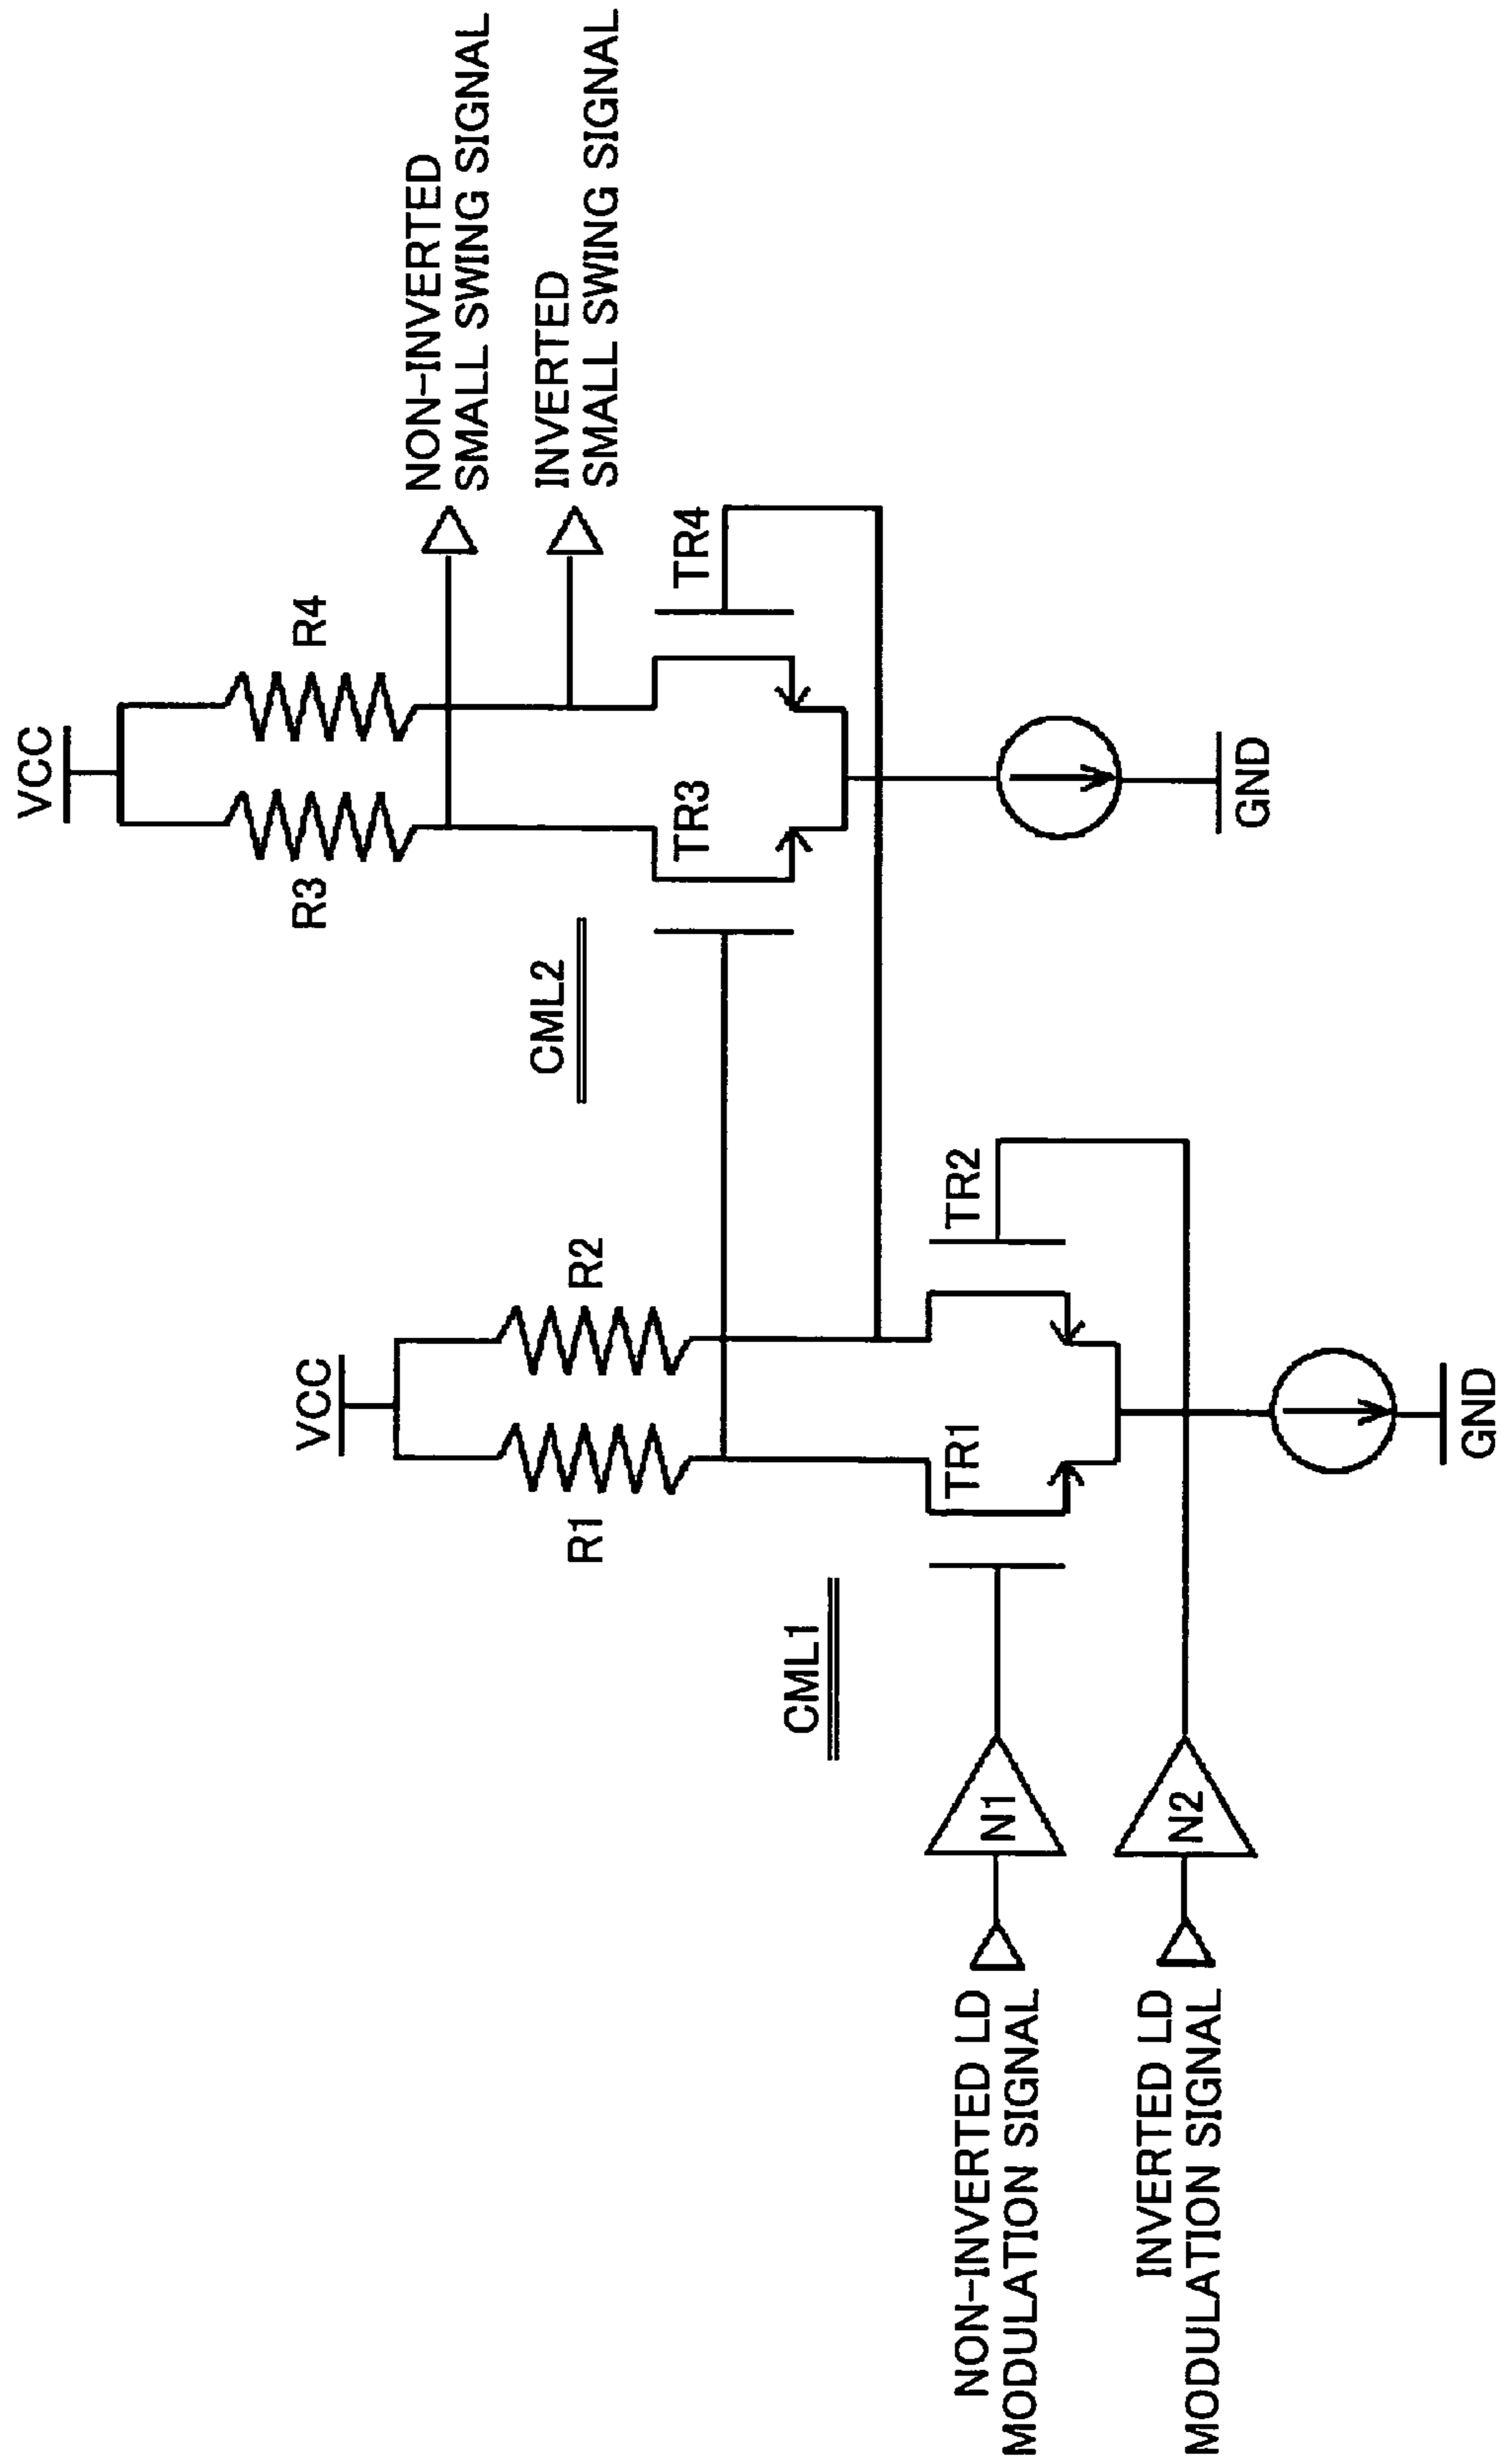 VCC
R3
R4
NON-INVERTED
SMALL SWING SIGNAL
INVERTED
SMALL SWING SIGNAL
CML2
TR3
TR4
GND
VCC
R1
R2
CML1
TR1
TR2
GND
NON-INVERTED LD
MODULATION SIGNAL
N1
INVERTED LD
MODULATION SIGNAL
N2